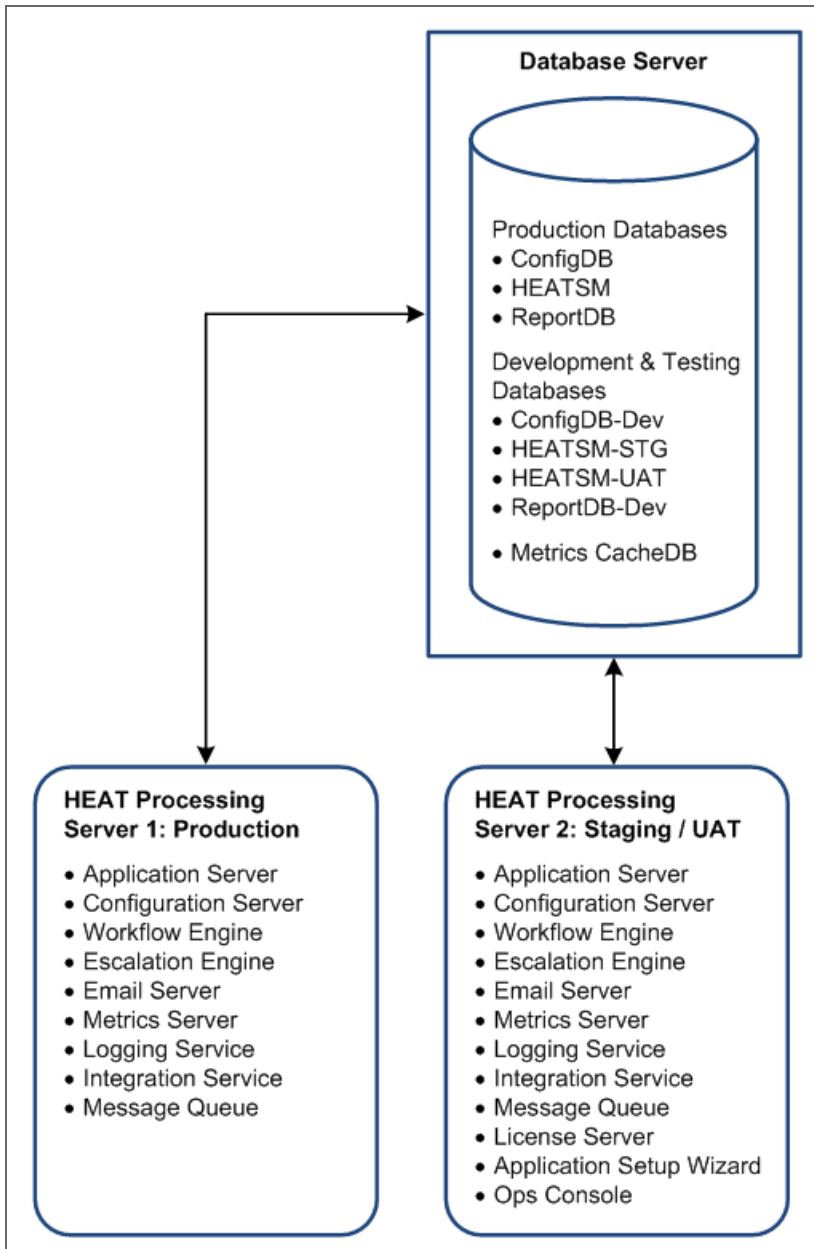 Database Server
Production Databases
• ConfigDB
• HEATSM
• ReportDB
Development & Testing
Databases
• ConfigDB-Dev
• HEATSM-STG
• HEATSM-UAT
• ReportDB-Dev
• Metrics CacheDB
HEAT Processing
Server 1: Production
• Application Server
• Configuration Server
• Workflow Engine
• Escalation Engine
• Email Server
• Metrics Server
• Logging Service
• Integration Service
• Message Queue
HEAT Processing
Server 2: Staging / UAT
• Application Server
• Configuration Server
• Workflow Engine
• Escalation Engine
• Email Server
• Metrics Server
• Logging Service
• Integration Service
• Message Queue
• License Server
• Application Setup Wizard
• Ops Console